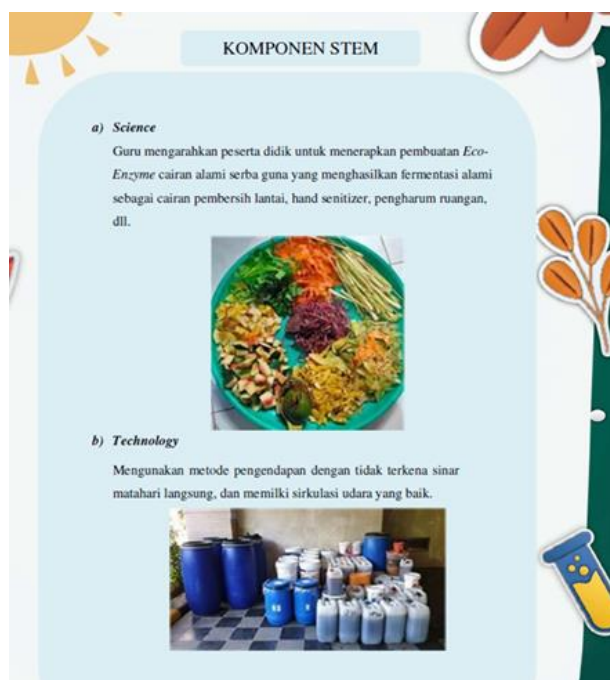 KOMPONEN STEM
a) Science
Guru mengarahkan peserta didik untuk menerapkan pembuatan Eco-
Enzyme cairan alami serba guna yang menghasilkan fermentasi alami
sebagai cairan pembersih lantai, hand senitizer, pengharum ruangan,
dll.
b) Technology
Mengunakan metode pengendapan dengan tidak terkena sinar
matahari langsung, dan memilki sirkulasi udara yang baik.